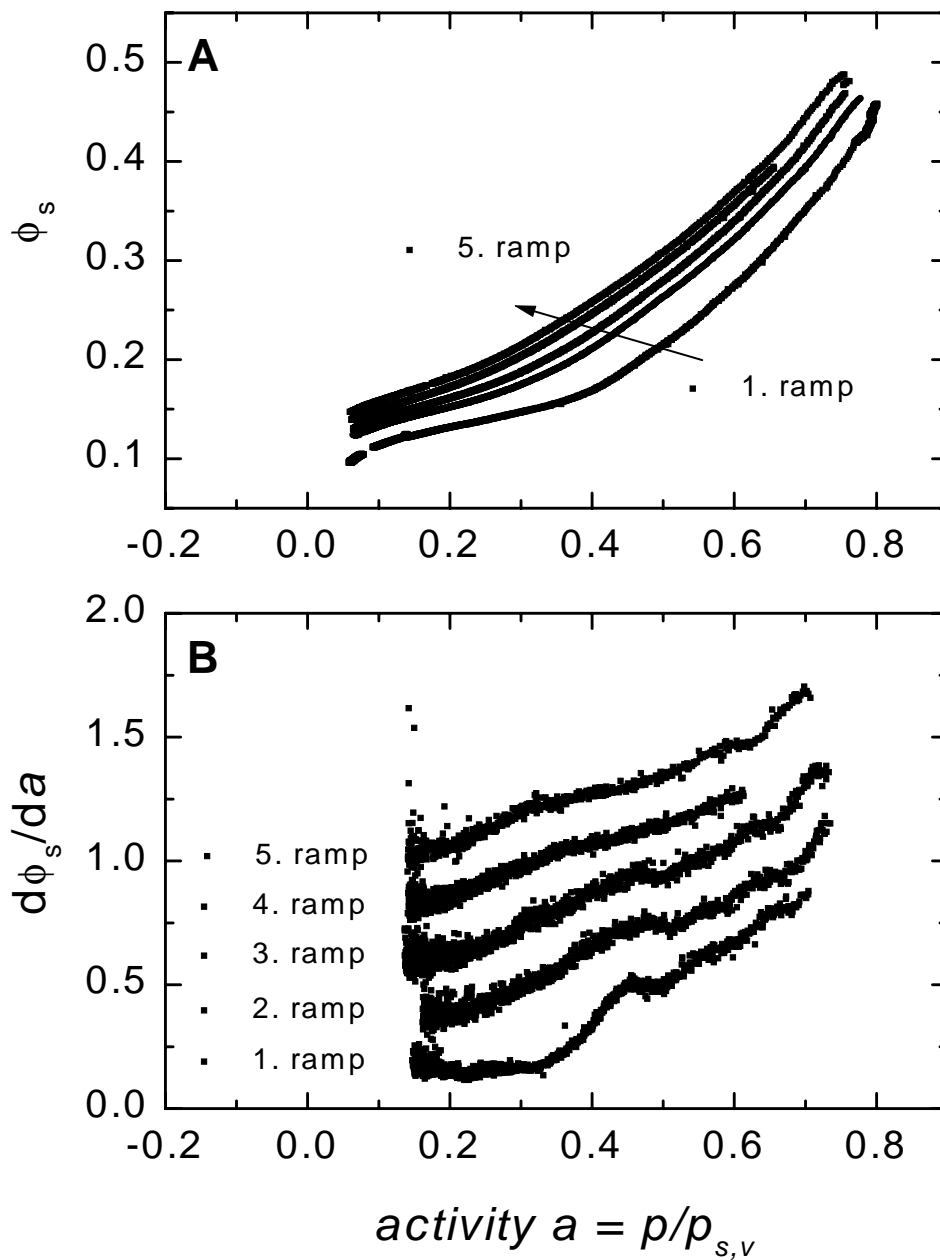 A
0.5
0.4
0.3
0.2
0.1
ϕs
5. ramp
1. ramp
-0.2 0.0 0.2 0.4 0.6 0.8
B
2.0
1.5
1.0
0.5
0.0
dϕs/da
5. ramp
4. ramp
3. ramp
2. ramp
1. ramp
-0.2 0.0 0.2 0.4 0.6 0.8
activity a = p/ps,v